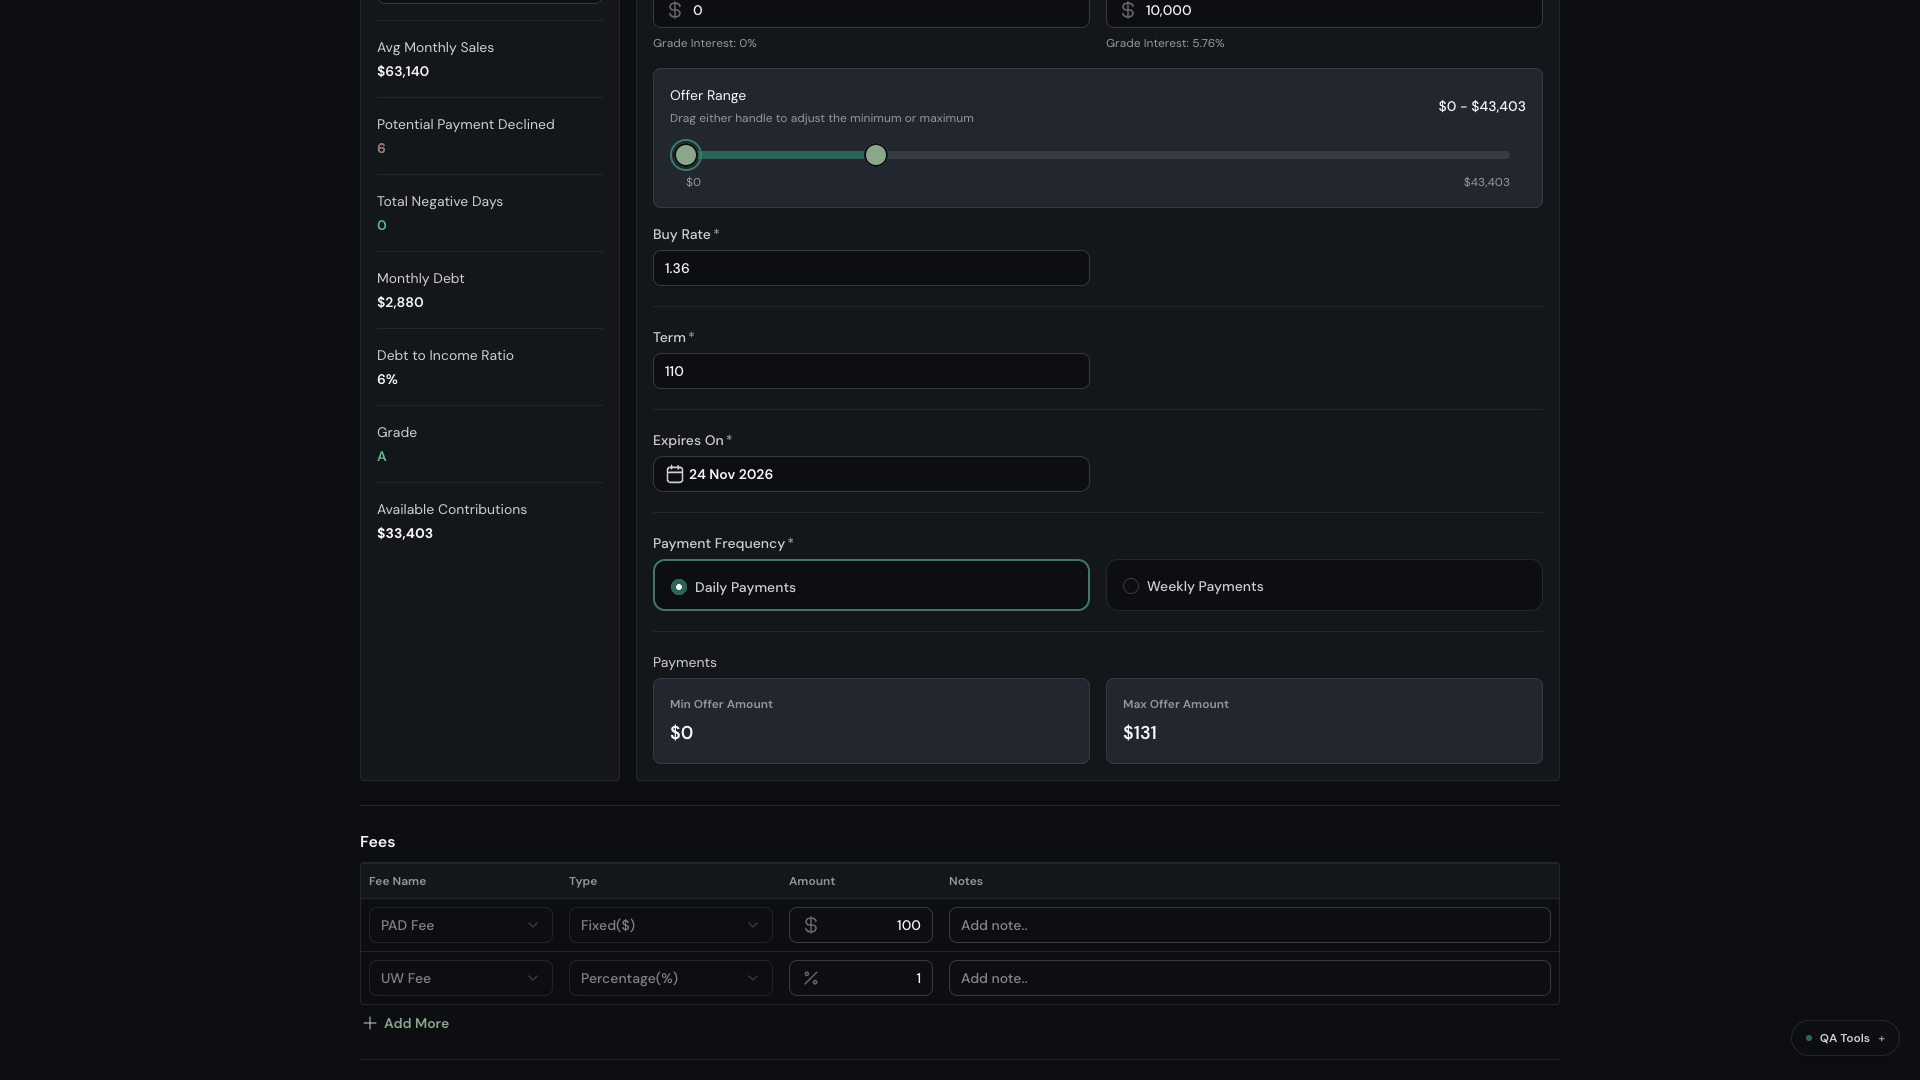 Avg Monthly Sales
$63,140
Potential Payment Declined
6
Total Negative Days
0
Monthly Debt
$2,880
Debt to Income Ratio
6%
Grade
A
Available Contributions
$33,403
$ 0
$ 10,000
Grade Interest: 0%
Grade Interest: 5.76%
Offer Range
Drag either handle to adjust the minimum or maximum
$0 - $43,403
$0
$43,403
Buy Rate *
1.36
Term *
110
Expires On *
24 Nov 2026
Payment Frequency *
Daily Payments
Weekly Payments
Payments
Min Offer Amount
$0
Max Offer Amount
$131
Fees
Fee Name Type Amount Notes
PAD Fee Fixed($) $ 100 Add note..
UW Fee Percentage(%) % 1 Add note..
+ Add More
QA Tools +